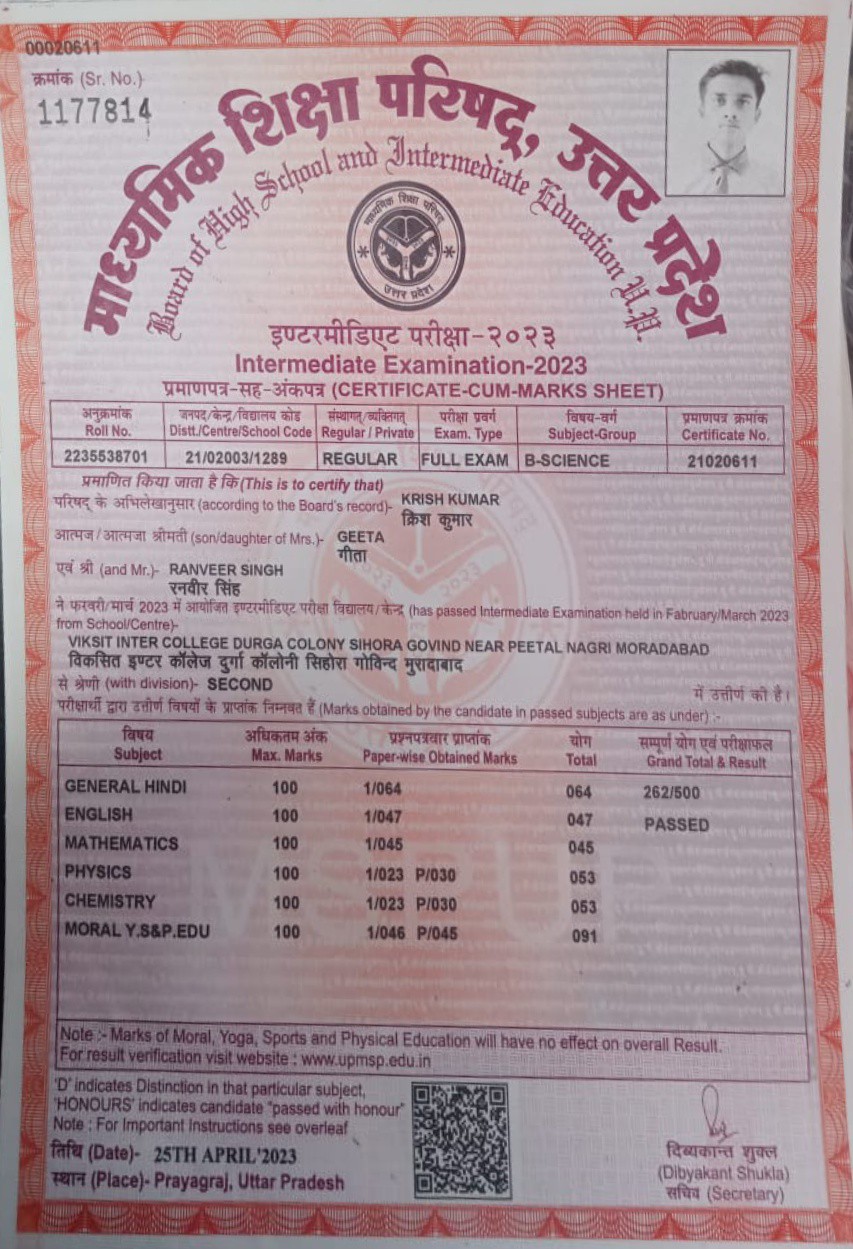 00020611
क्रमांक (Sr. No.)
1177814
माध्यमिक शिक्षा परिषद्, उत्तर प्रदेश
Board of High School and Intermediate Education U.P.
माध्यमिक शिक्षा परिषद्
उत्तर प्रदेश
इण्टरमीडिएट परीक्षा-२०२३
Intermediate Examination-2023
प्रमाणपत्र-सह-अंकपत्र (CERTIFICATE-CUM-MARKS SHEET)
अनुक्रमांक जनपद/केन्द्र/विद्यालय कोड संस्थागत/व्यक्तिगत परीक्षा प्रवर्ग विषय-वर्ग प्रमाणपत्र क्रमांक
Roll No. Distt./Centre/School Code Regular / Private Exam. Type Subject-Group Certificate No.
2235538701 21/02003/1289 REGULAR FULL EXAM B-SCIENCE 21020611
प्रमाणित किया जाता है कि(This is to certify that)
परिषद् के अभिलेखानुसार (according to the Board's record)- KRISH KUMAR
क्रिश कुमार
आत्मज/आत्मजा श्रीमती (son/daughter of Mrs.)- GEETA
गीता
एवं श्री (and Mr.)- RANVEER SINGH
रनवीर सिंह
ने फरवरी/मार्च 2023 में आयोजित इण्टरमीडिएट परीक्षा विद्यालय/केन्द्र (has passed Intermediate Examination held in Fabruary/March 2023
from School/Centre)-
VIKSIT INTER COLLEGE DURGA COLONY SIHORA GOVIND NEAR PEETAL NAGRI MORADABAD
विकसित इण्टर कॉलेज दुर्गा कॉलोनी सिहोरा गोविन्द मुरादाबाद
से श्रेणी (with division)- SECOND में उत्तीर्ण की है।
परीक्षार्थी द्वारा उत्तीर्ण विषयों के प्राप्तांक निम्नवत हैं (Marks obtained by the candidate in passed subjects are as under) :-
विषय अधिकतम अंक प्रश्नपत्रवार प्राप्तांक योग सम्पूर्ण योग एवं परीक्षाफल
Subject Max. Marks Paper-wise Obtained Marks Total Grand Total & Result
GENERAL HINDI 100 1/064 064 262/500
ENGLISH 100 1/047 047 PASSED
MATHEMATICS 100 1/045 045
PHYSICS 100 1/023 P/030 053
CHEMISTRY 100 1/023 P/030 053
MORAL Y.S&P.EDU 100 1/046 P/045 091
Note :- Marks of Moral, Yoga, Sports and Physical Education will have no effect on overall Result.
For result verification visit website : www.upmsp.edu.in
'D' indicates Distinction in that particular subject,
'HONOURS' indicates candidate "passed with honour"
Note : For Important Instructions see overleaf
तिथि (Date)- 25TH APRIL'2023
स्थान (Place)- Prayagraj, Uttar Pradesh
दिव्यकान्त शुक्ल
(Dibyakant Shukla)
सचिव (Secretary)